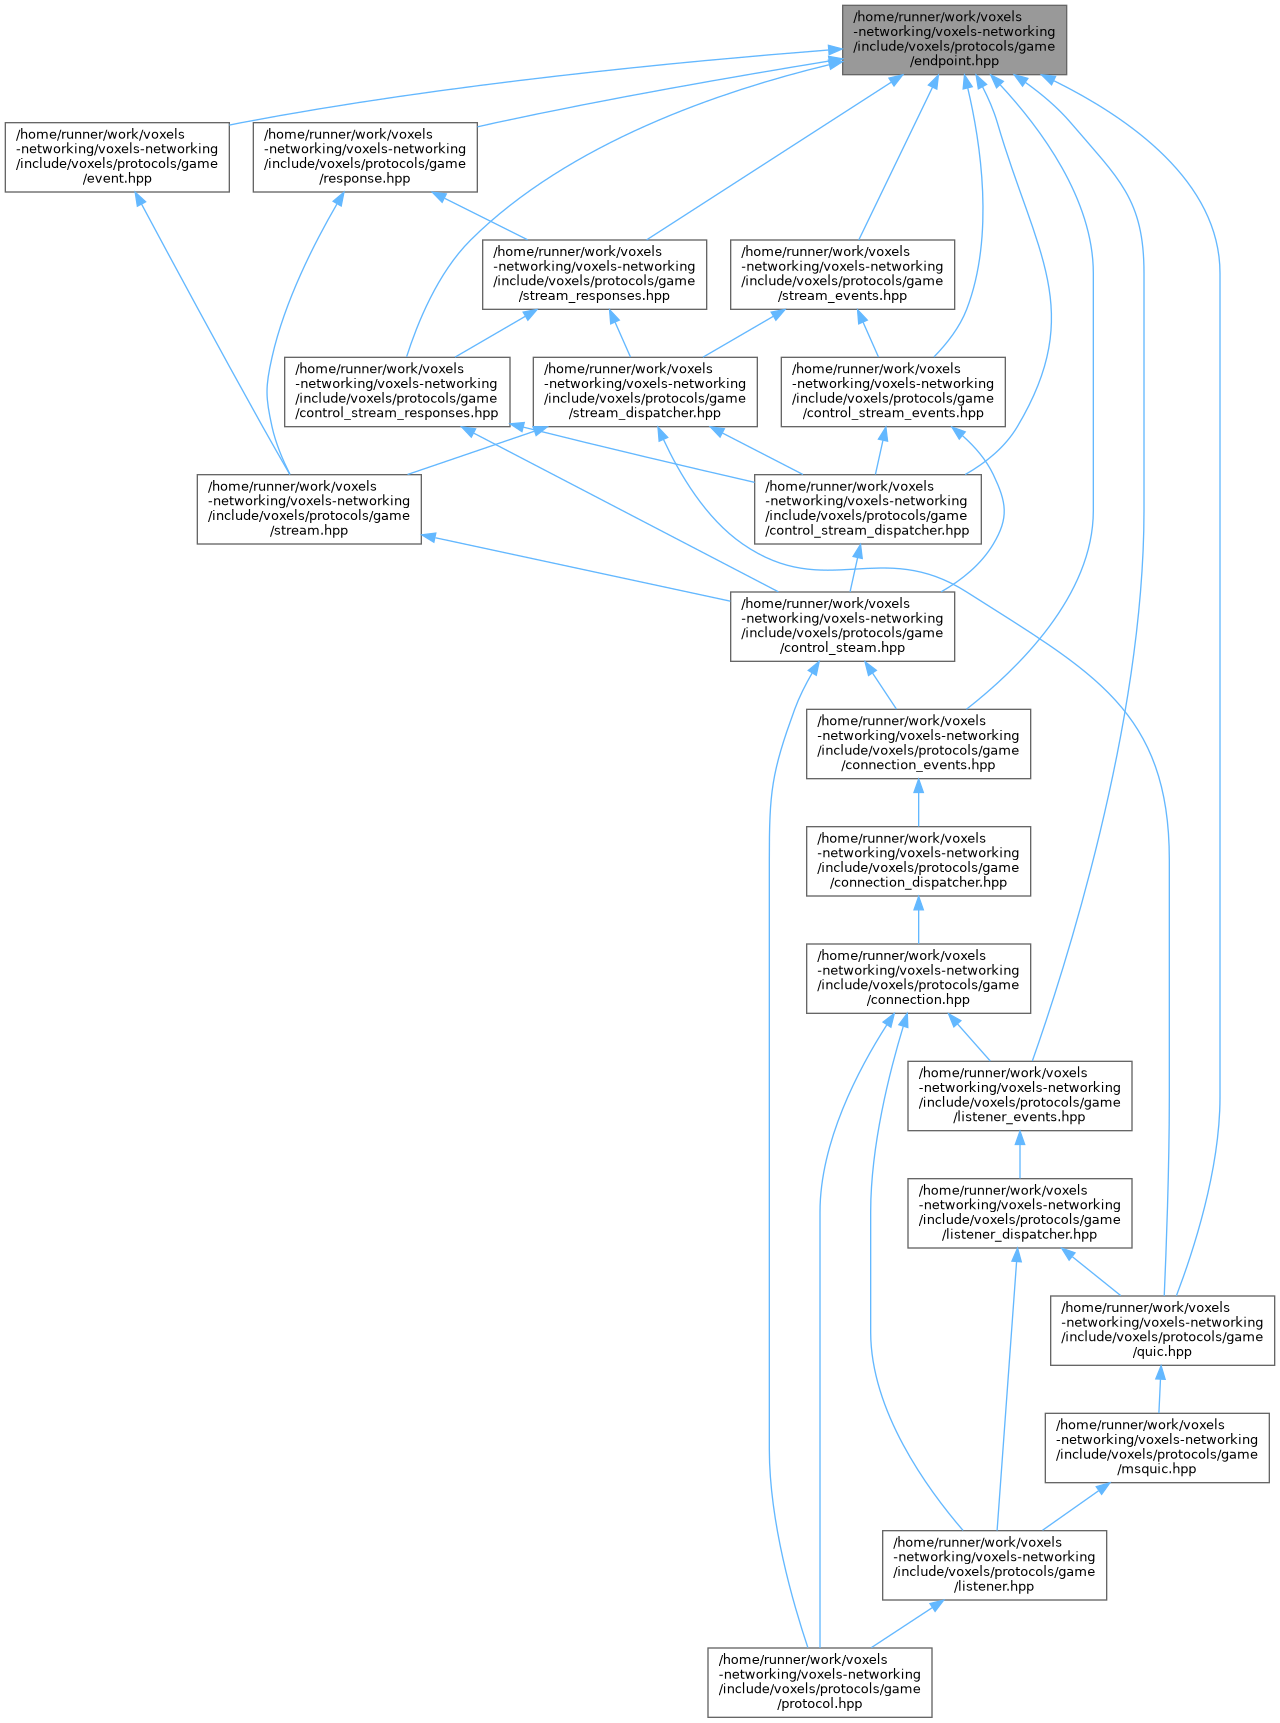 /home/runner/work/voxels
-networking/voxels-networking
/include/voxels/protocols/game
/endpoint.hpp
/home/runner/work/voxels
-networking/voxels-networking
/include/voxels/protocols/game
/event.hpp
/home/runner/work/voxels
-networking/voxels-networking
/include/voxels/protocols/game
/response.hpp
/home/runner/work/voxels
-networking/voxels-networking
/include/voxels/protocols/game
/stream_responses.hpp
/home/runner/work/voxels
-networking/voxels-networking
/include/voxels/protocols/game
/stream_events.hpp
/home/runner/work/voxels
-networking/voxels-networking
/include/voxels/protocols/game
/control_stream_responses.hpp
/home/runner/work/voxels
-networking/voxels-networking
/include/voxels/protocols/game
/stream_dispatcher.hpp
/home/runner/work/voxels
-networking/voxels-networking
/include/voxels/protocols/game
/control_stream_events.hpp
/home/runner/work/voxels
-networking/voxels-networking
/include/voxels/protocols/game
/stream.hpp
/home/runner/work/voxels
-networking/voxels-networking
/include/voxels/protocols/game
/control_stream_dispatcher.hpp
/home/runner/work/voxels
-networking/voxels-networking
/include/voxels/protocols/game
/control_steam.hpp
/home/runner/work/voxels
-networking/voxels-networking
/include/voxels/protocols/game
/connection_events.hpp
/home/runner/work/voxels
-networking/voxels-networking
/include/voxels/protocols/game
/connection_dispatcher.hpp
/home/runner/work/voxels
-networking/voxels-networking
/include/voxels/protocols/game
/connection.hpp
/home/runner/work/voxels
-networking/voxels-networking
/include/voxels/protocols/game
/listener_events.hpp
/home/runner/work/voxels
-networking/voxels-networking
/include/voxels/protocols/game
/listener_dispatcher.hpp
/home/runner/work/voxels
-networking/voxels-networking
/include/voxels/protocols/game
/quic.hpp
/home/runner/work/voxels
-networking/voxels-networking
/include/voxels/protocols/game
/msquic.hpp
/home/runner/work/voxels
-networking/voxels-networking
/include/voxels/protocols/game
/listener.hpp
/home/runner/work/voxels
-networking/voxels-networking
/include/voxels/protocols/game
/protocol.hpp